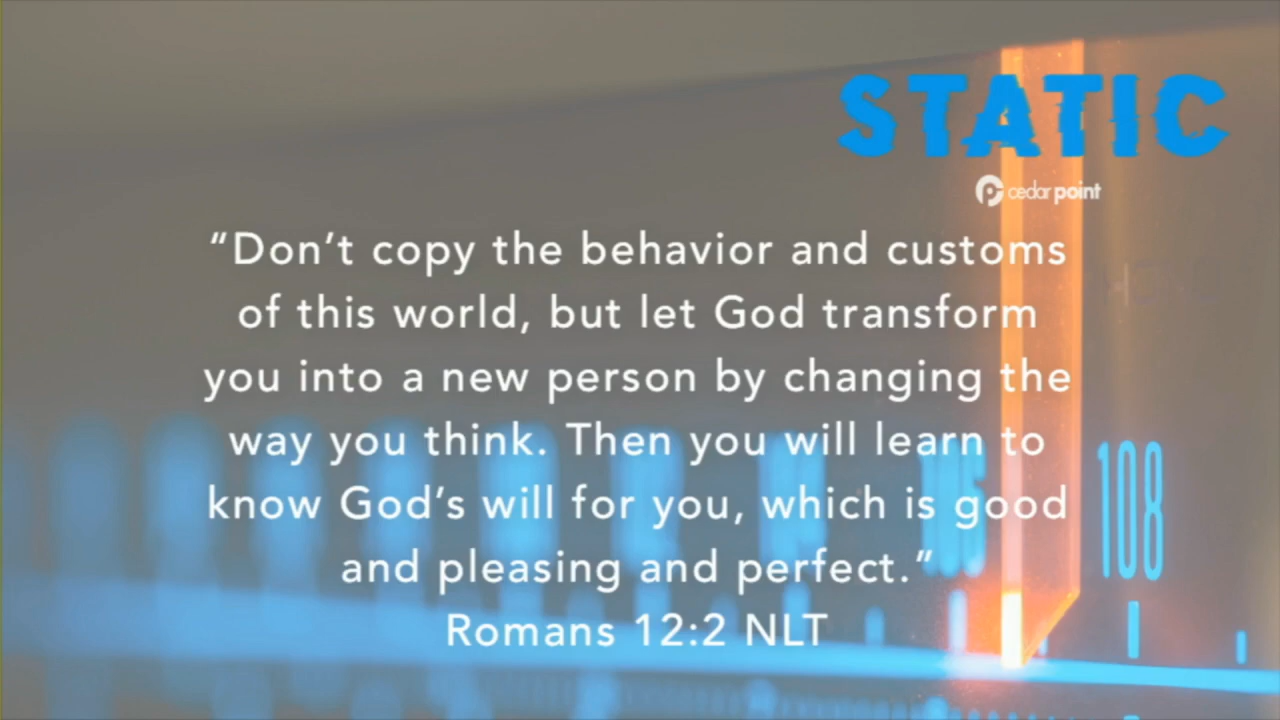 STATIC
cedarpoint
“Don’t copy the behavior and customs
of this world, but let God transform
you into a new person by changing the
way you think. Then you will learn to
know God’s will for you, which is good
and pleasing and perfect.”
Romans 12:2 NLT
106
108